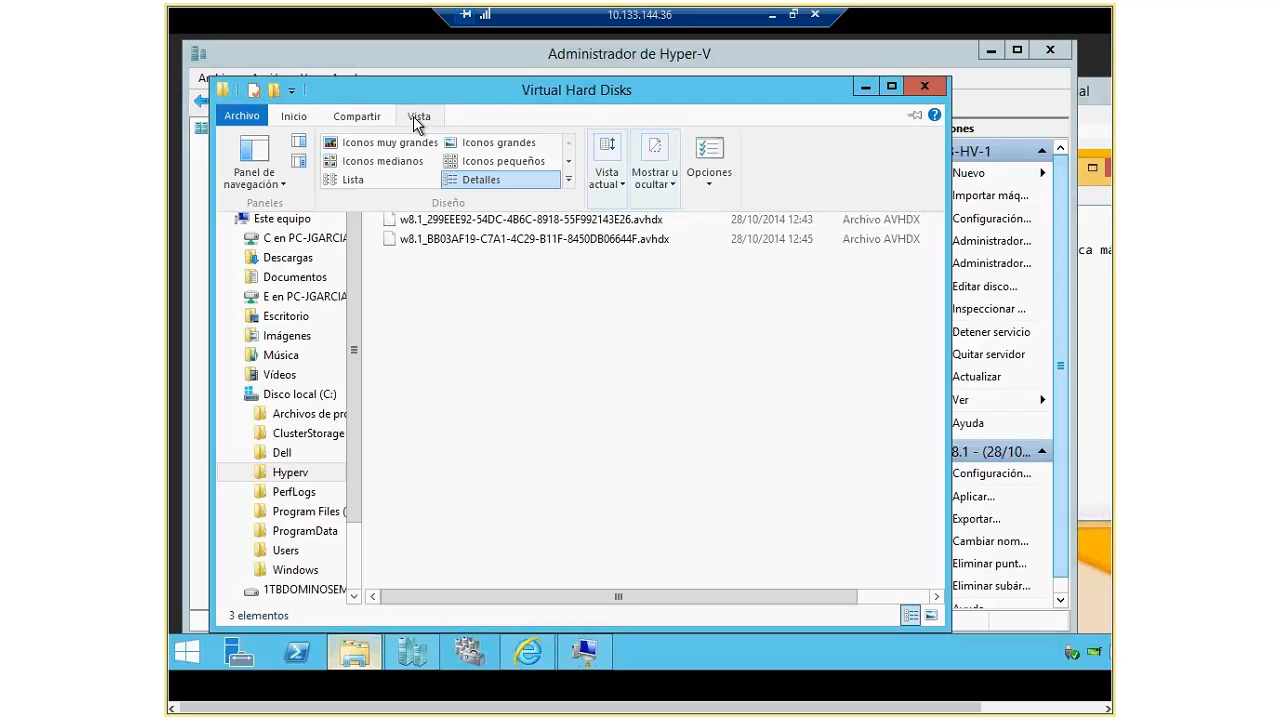 10.133.144.36
Administrador de Hyper-V
Virtual Hard Disks
al
Archivo
Inicio
Compartir
Vista
ones
Panel de navegación
Iconos muy grandes
Iconos grandes
Iconos medianos
Iconos pequeños
Lista
Detalles
Vista actual
Mostrar u ocultar
Opciones
Paneles
Diseño
Este equipo
C en PC-JGARCIA
Descargas
Documentos
E en PC-JGARCIA
Escritorio
Imágenes
Música
Vídeos
Disco local (C:)
Archivos de pro
ClusterStorage
Dell
Hyperv
PerfLogs
Program Files (
ProgramData
Users
Windows
1TBDOMINOSEM
w8.1_299EEE92-54DC-4B6C-8918-55F992143E26.avhdx 28/10/2014 12:43 Archivo AVHDX
w8.1_BB03AF19-C7A1-4C29-B11F-8450DB06644F.avhdx 28/10/2014 12:45 Archivo AVHDX
3 elementos
-HV-1
Nuevo
Importar máq...
Configuración...
Administrador...
Administrador...
Editar disco...
Inspeccionar ...
Detener servicio
Quitar servidor
Actualizar
Ver
Ayuda
8.1 - (28/10...
Configuración...
Aplicar...
Exportar...
Cambiar nom...
Eliminar punt...
Eliminar subár...
ca má